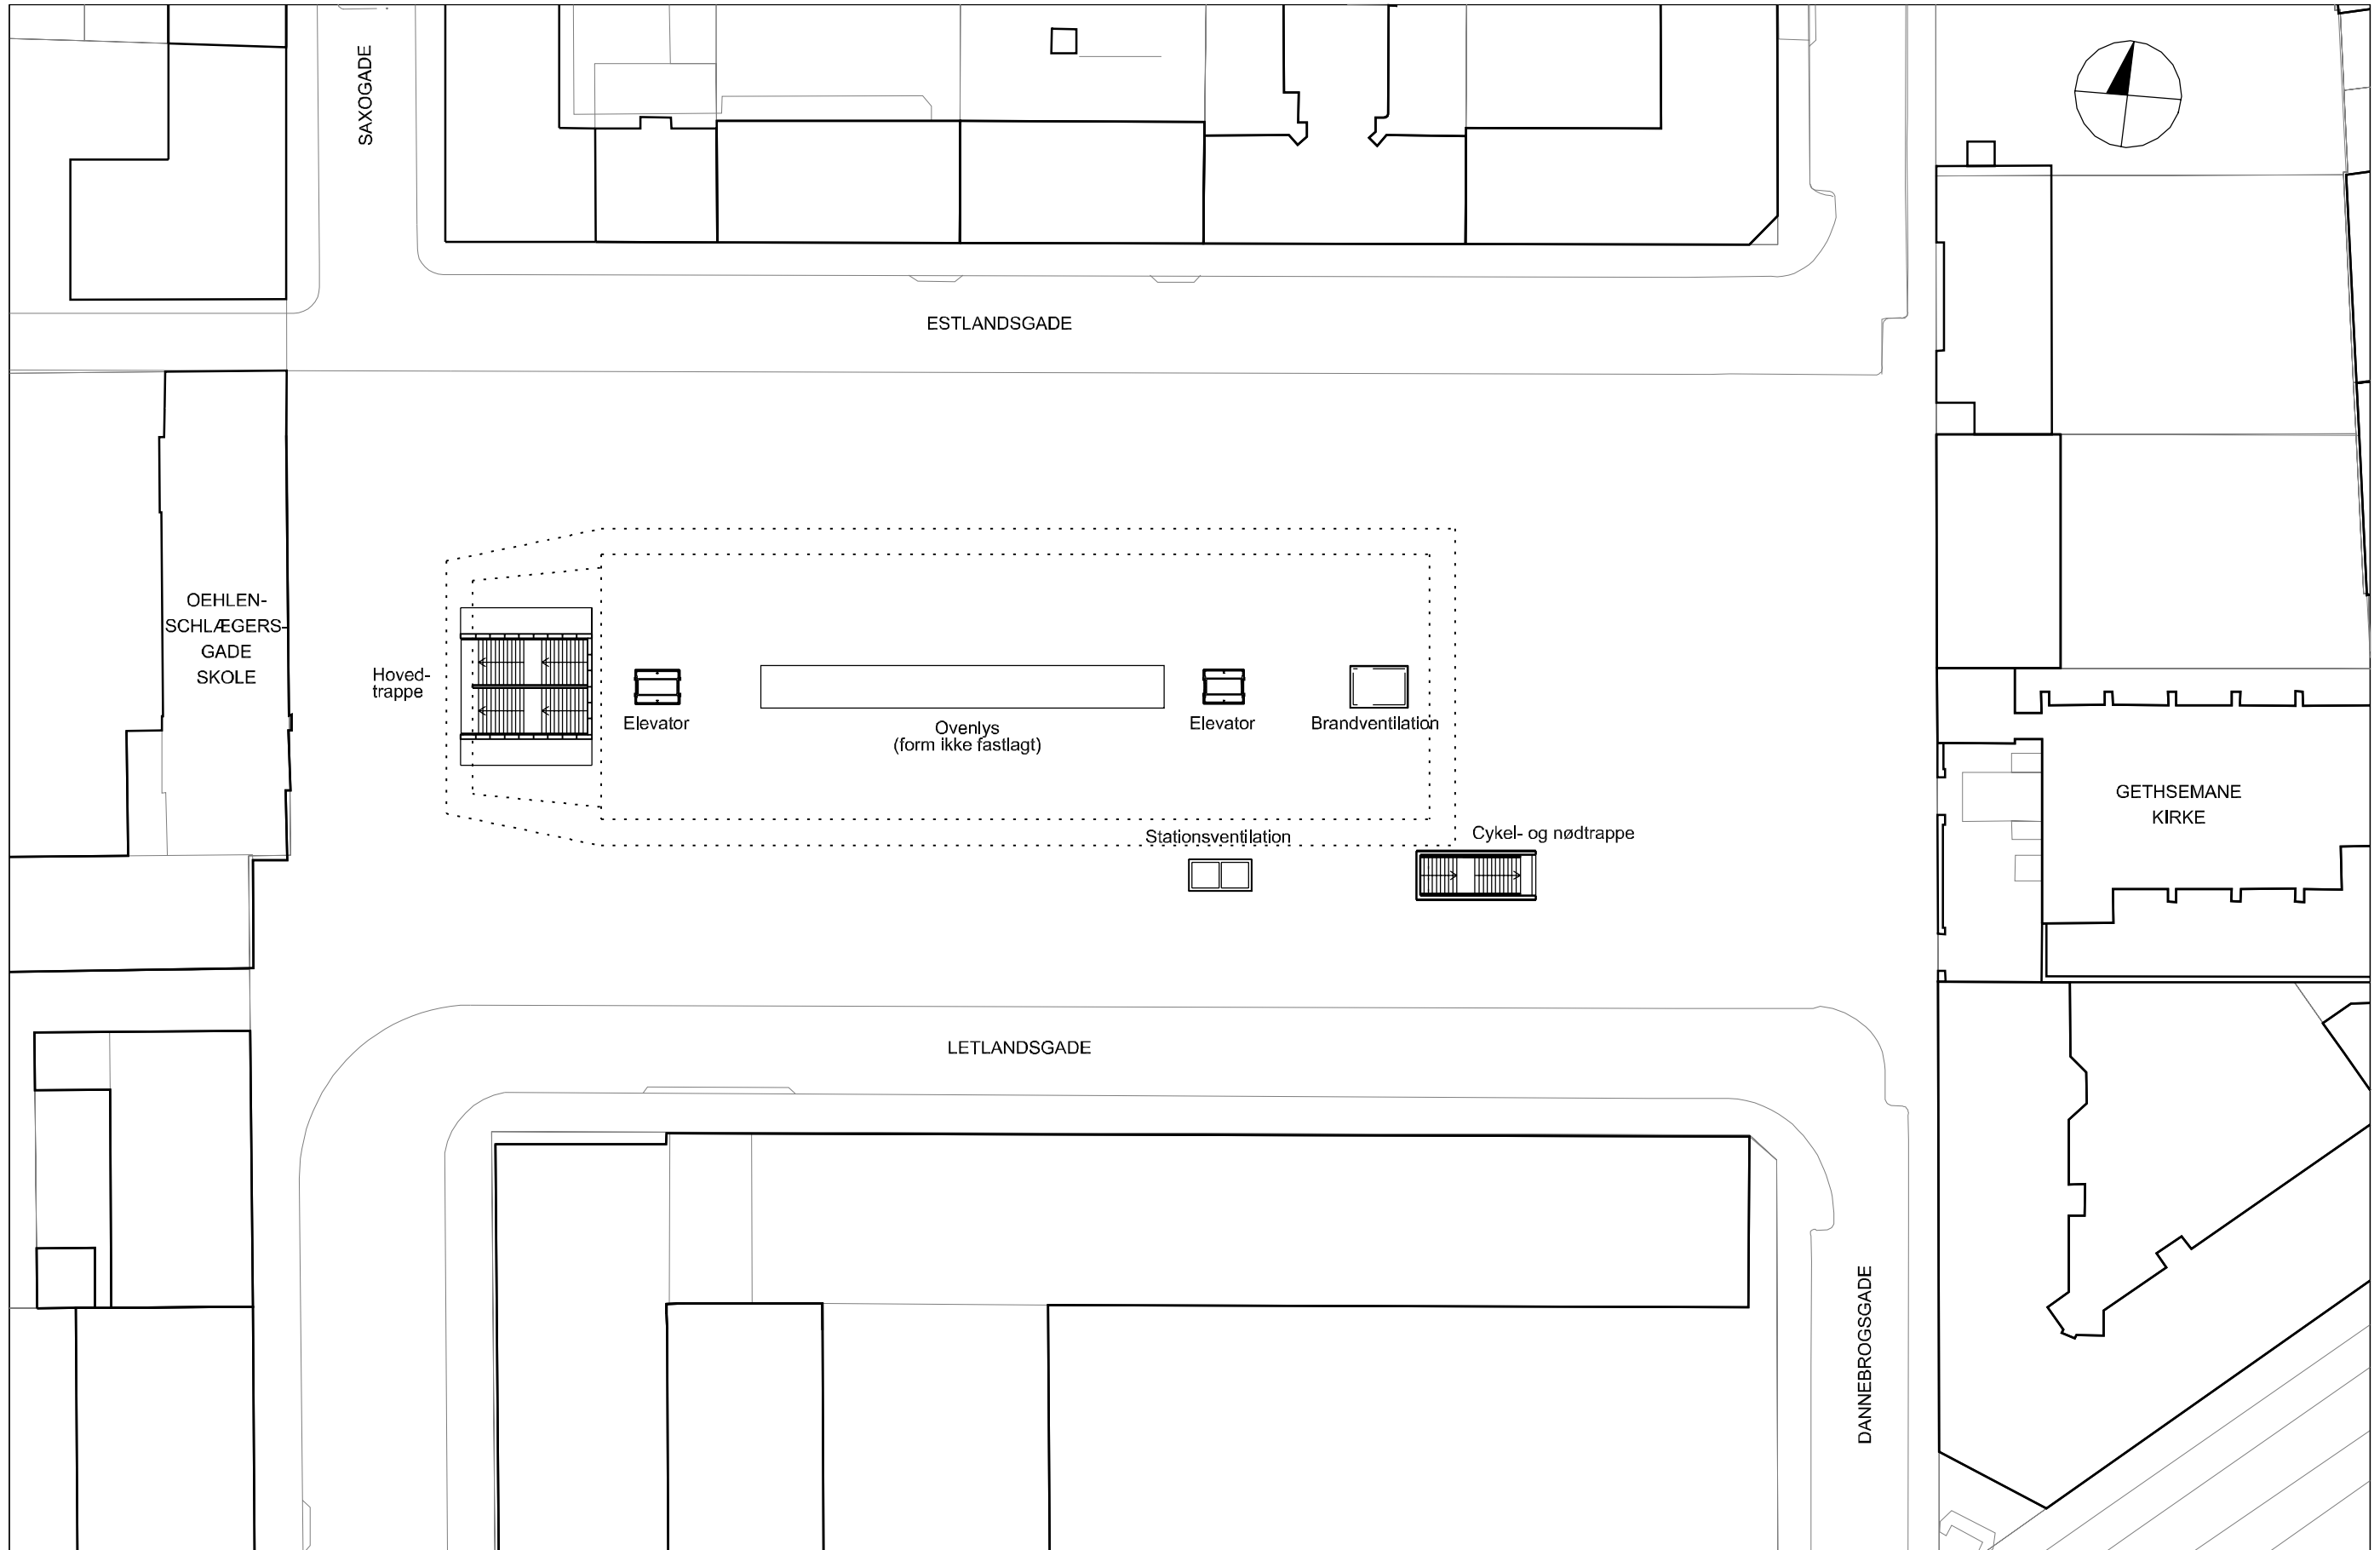 SAXOGADE
ESTLANDSGADE
OEHLEN-
SCHLÆGERS-
GADE
SKOLE
Hoved-
trappe
Elevator
Ovenlys
(form ikke fastlagt)
Elevator
Brandventilation
Stationsventilation
Cykel- og nødtrappe
GETHSEMANE
KIRKE
LETLANDSGADE
DANNEBROGSGADE